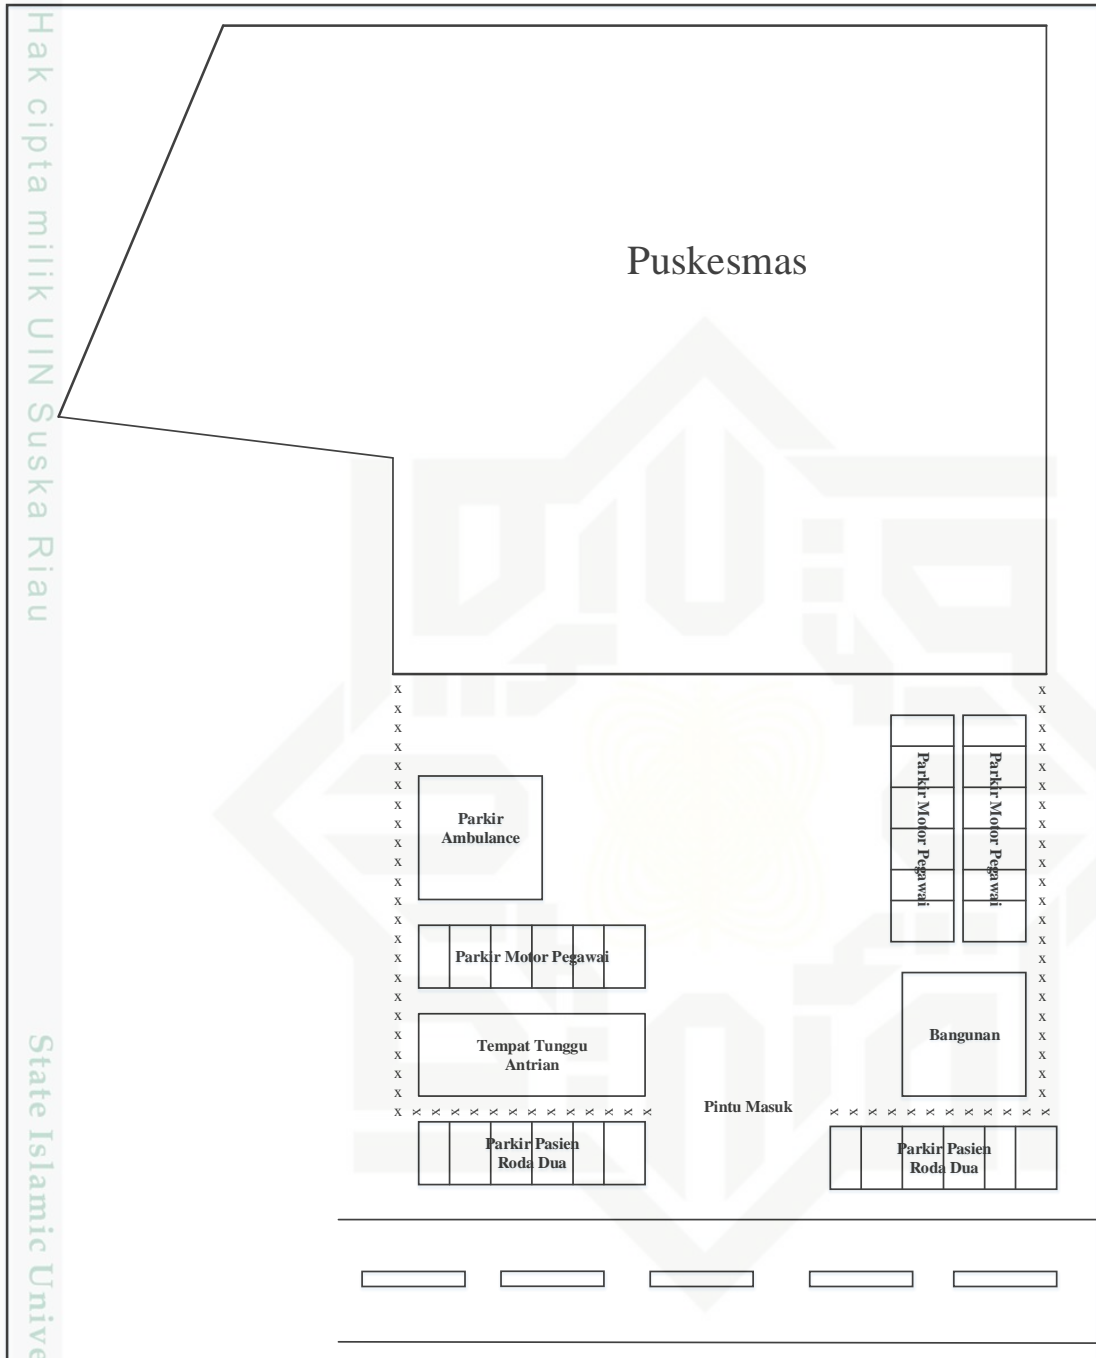 Hak cipta milik UIN Suska Riau
State Islamic Unive
Puskesmas
Parkir
Ambulance
Parkir Motor Pegawai
Parkir Motor Pegawai
Parkir Motor Pegawai
Tempat Tunggu
Antrian
Bangunan
Pintu Masuk
Parkir Pasien
Roda Dua
Parkir Pasien
Roda Dua